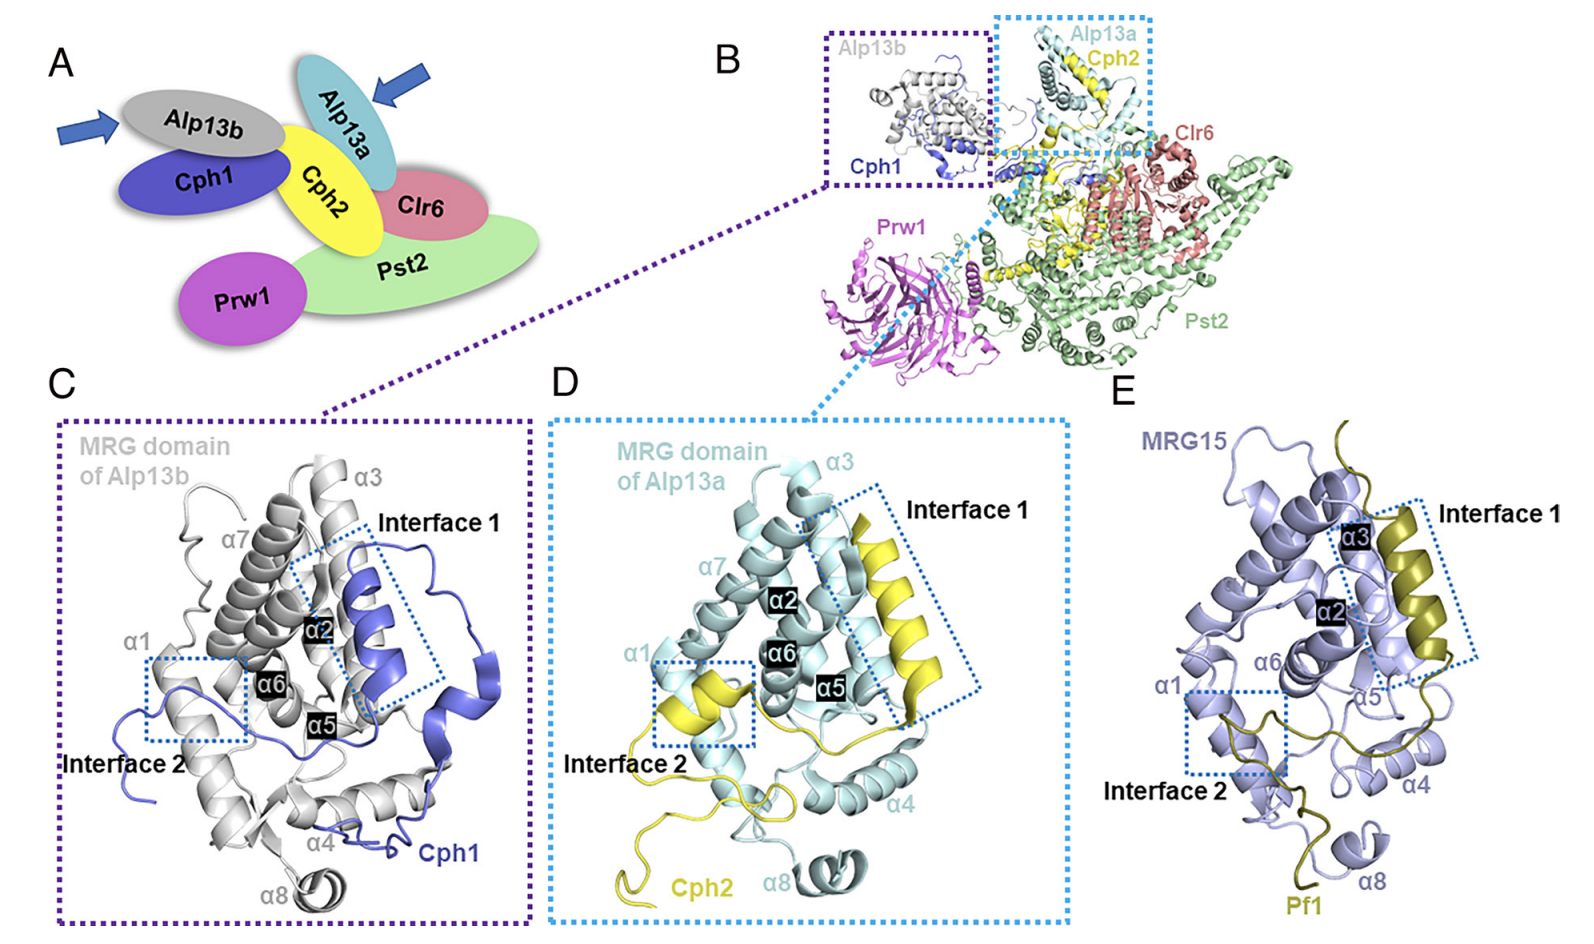 A
Alp13b
Alp13a
Cph1
Cph2
Clr6
Pst2
Prw1
B
Alp13b
Alp13a
Cph2
Clr6
Cph1
Prw1
Pst2
C
MRG domain
of Alp13b
α3
Interface 1
α7
α2
α1
α6
α5
Interface 2
α4
Cph1
α8
D
MRG domain
of Alp13a
α3
Interface 1
α7
α2
α1
α6
α5
Interface 2
α4
Cph2
α8
E
MRG15
Interface 1
α3
α2
α6
α1
α5
Interface 2
α4
α8
Pf1